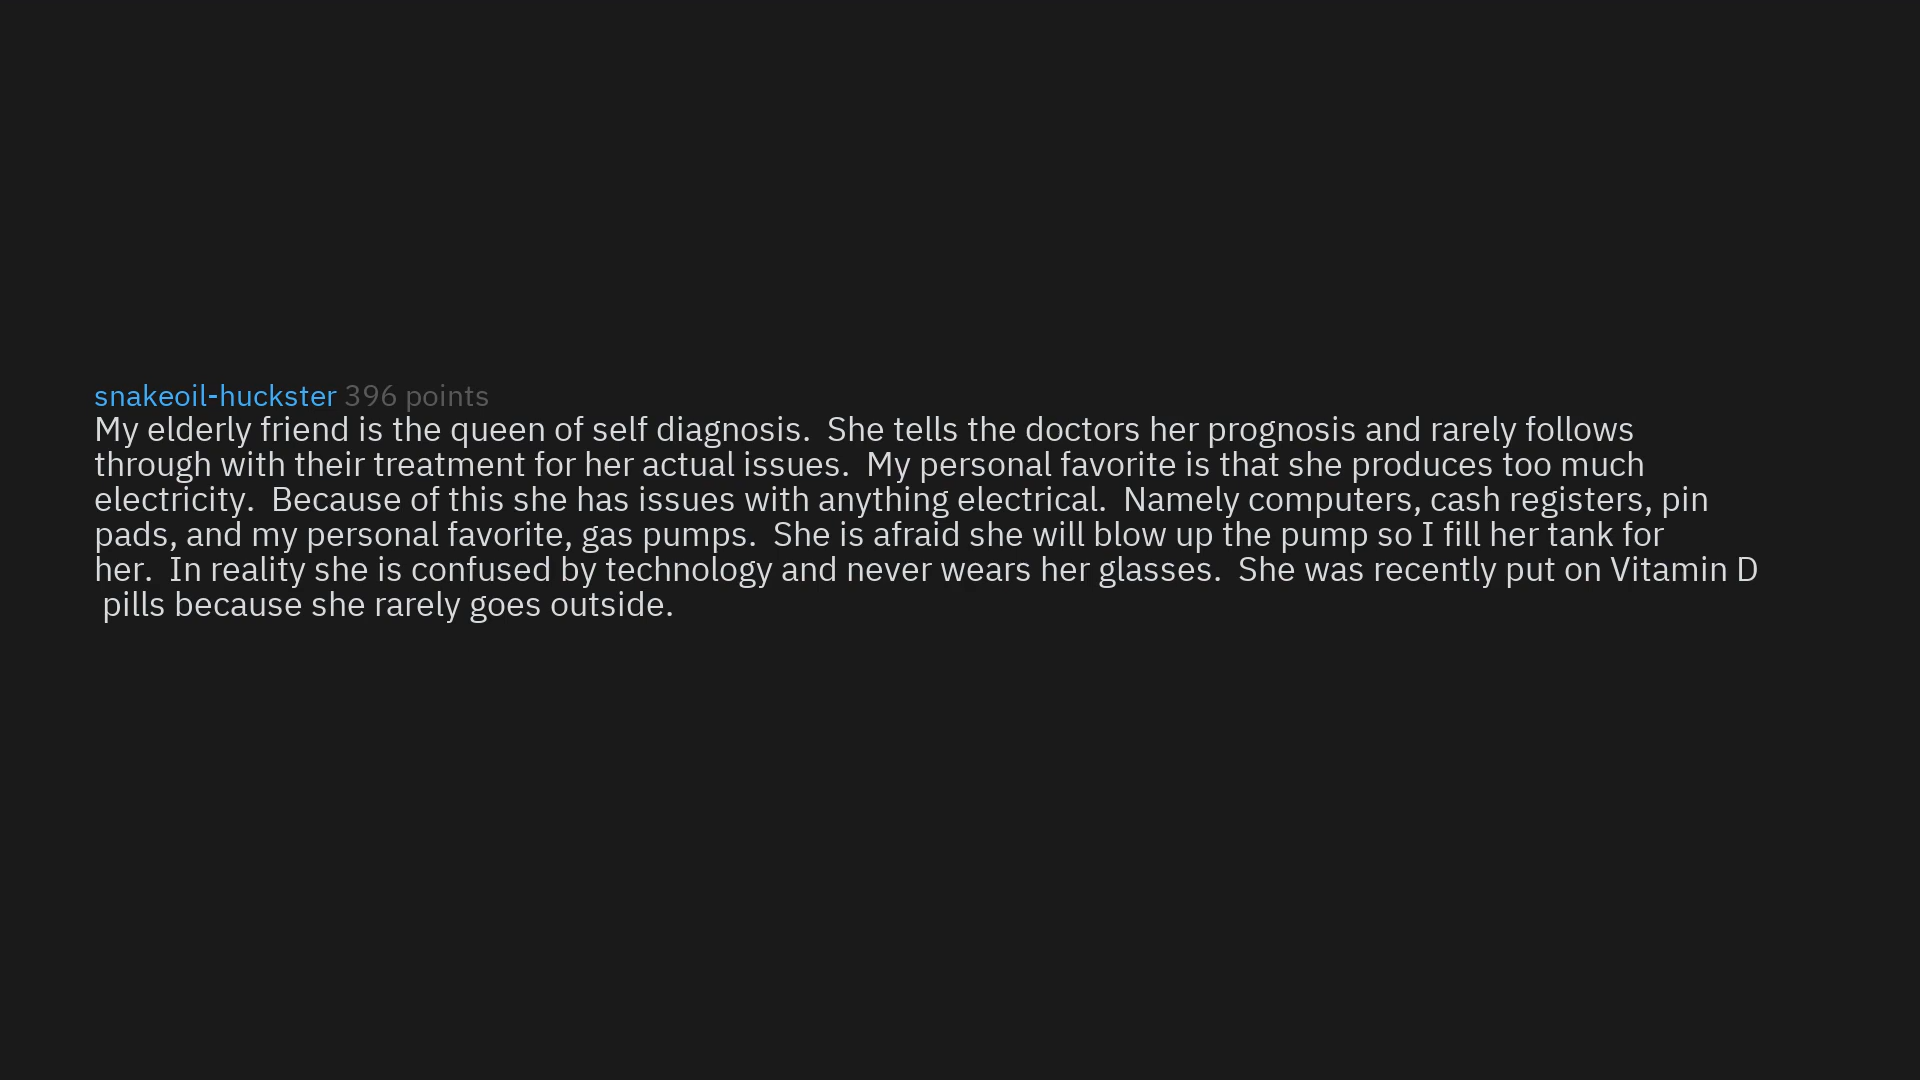 snakeoil-huckster 396 points
My elderly friend is the queen of self diagnosis.  She tells the doctors her prognosis and rarely follows
through with their treatment for her actual issues.  My personal favorite is that she produces too much
electricity.  Because of this she has issues with anything electrical.  Namely computers, cash registers, pin
pads, and my personal favorite, gas pumps.  She is afraid she will blow up the pump so I fill her tank for
her.  In reality she is confused by technology and never wears her glasses.  She was recently put on Vitamin D
pills because she rarely goes outside.